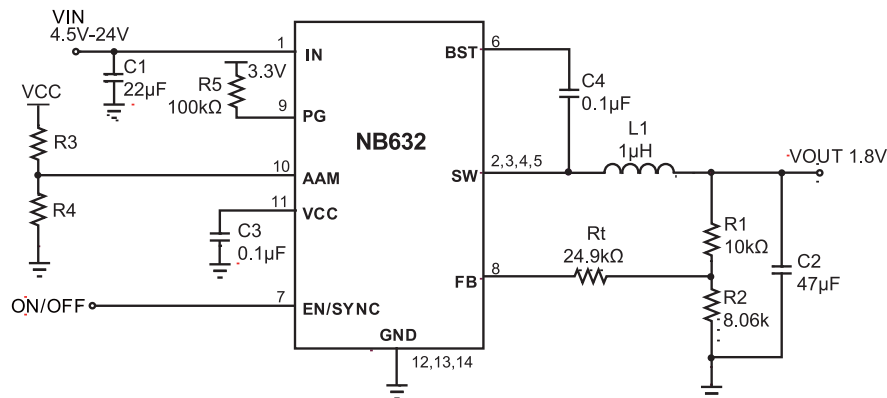 VIN
4.5V-24V
1
IN
C1
22µF
R5
100kΩ
3.3V
9
PG
VCC
R3
10
AAM
R4
11
VCC
C3
0.1µF
ON/OFF
7
EN/SYNC
GND
12,13,14
NB632
BST
6
C4
0.1µF
SW
2,3,4,5
L1
1µH
VOUT 1.8V
FB
8
Rt
24.9kΩ
R1
10kΩ
R2
8.06k
C2
47µF